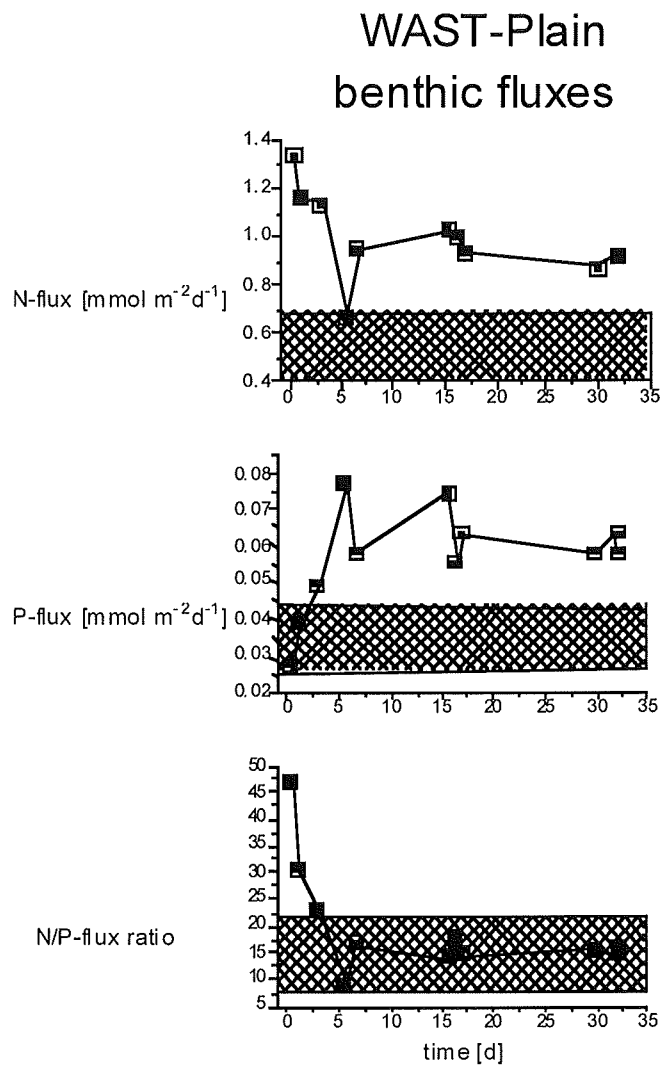 WAST-Plain
benthic fluxes
1.4
1.2
1.0
0.8
N-flux [mmol m⁻²d⁻¹]
0.6
0.4
0 5 10 15 20 25 30 35
0.08
0.07
0.06
0.05
P-flux [mmol m⁻²d⁻¹]
0.04
0.03
0.02
0 5 10 15 20 25 30 35
50
45
40
35
30
25
20
N/P-flux ratio
15
10
5
0 5 10 15 20 25 30 35
time [d]